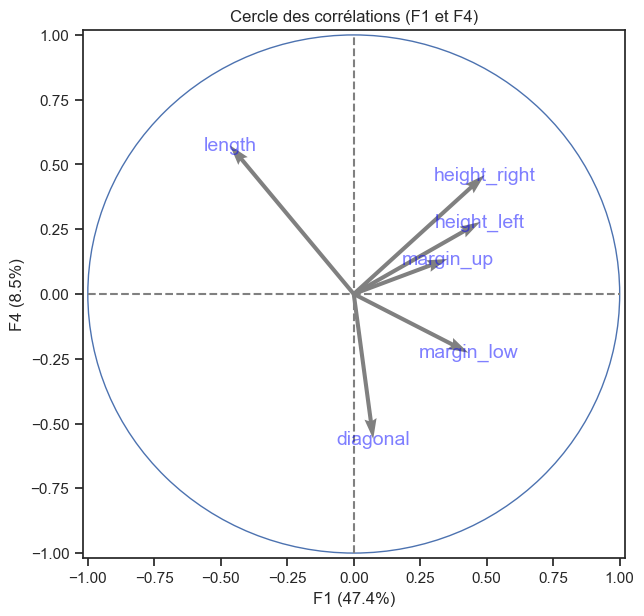 Cercle des corrélations (F1 et F4)
1.00
0.75
0.50
0.25
0.00
−0.25
−0.50
−0.75
−1.00
F4 (8.5%)
length
height_right
height_left
margin_up
margin_low
diagonal
−1.00 −0.75 −0.50 −0.25 0.00 0.25 0.50 0.75 1.00
F1 (47.4%)